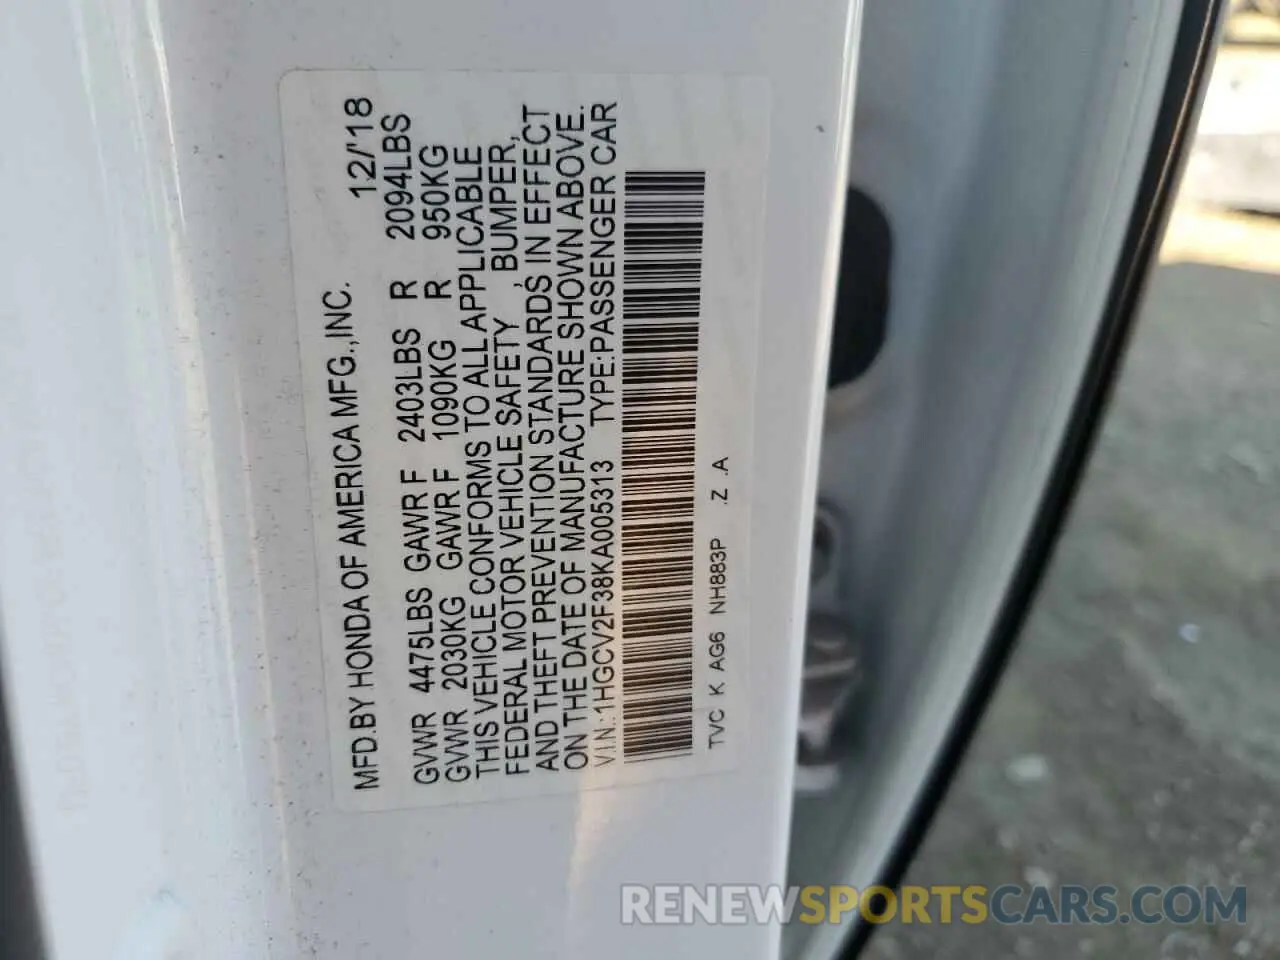 MFD.BY HONDA OF AMERICA MFG.,INC. 12/'18
GVWR 4475LBS GAWR F 2403LBS R 2094LBS
GVWR 2030KG GAWR F 1090KG R 950KG
THIS VEHICLE CONFORMS TO ALL APPLICABLE
FEDERAL MOTOR VEHICLE SAFETY , BUMPER,
AND THEFT PREVENTION STANDARDS IN EFFECT
ON THE DATE OF MANUFACTURE SHOWN ABOVE.
V.I.N.:1HGCV2F38KA005313 TYPE:PASSENGER CAR
TVC K AG6 NH883P .Z .A
RENEWSPORTSCARS.COM